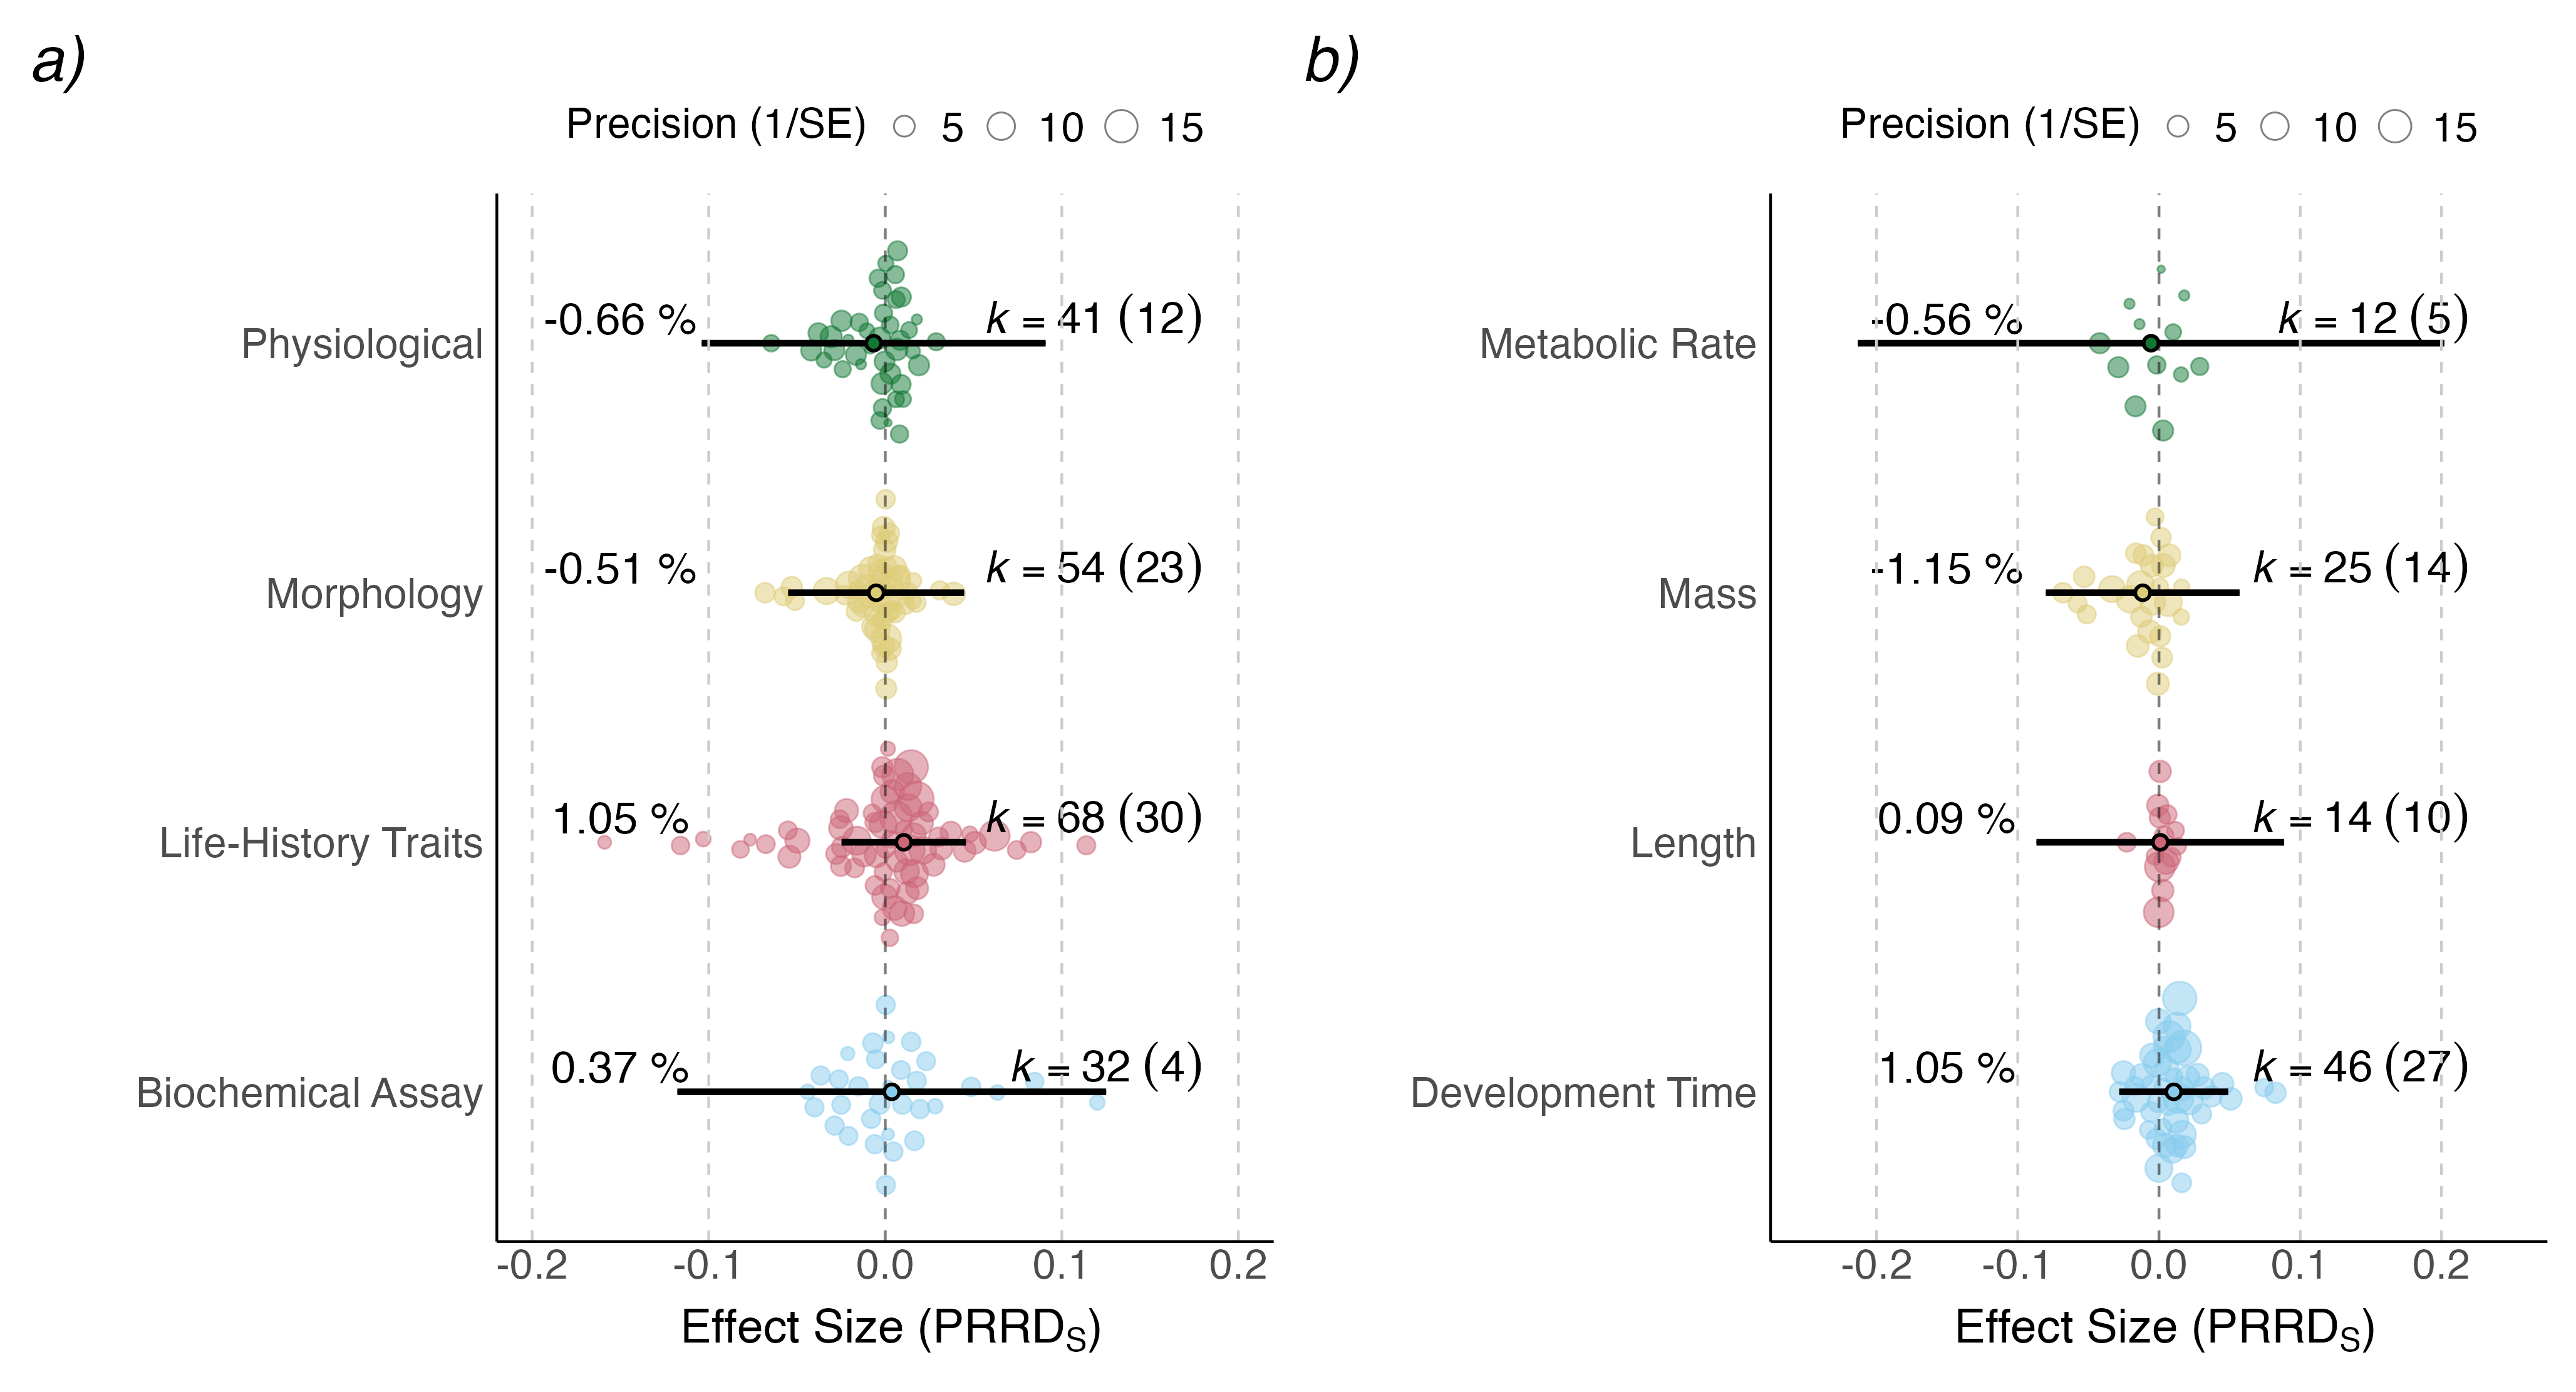 a)
Precision (1/SE) 5 10 15
Physiological
-0.66 %
k = 41 (12)
Morphology
-0.51 %
k = 54 (23)
Life-History Traits
1.05 %
k = 68 (30)
Biochemical Assay
0.37 %
k = 32 (4)
-0.2 -0.1 0.0 0.1 0.2
Effect Size (PRRDS)
b)
Precision (1/SE) 5 10 15
Metabolic Rate
-0.56 %
k = 12 (5)
Mass
-1.15 %
k = 25 (14)
Length
0.09 %
k = 14 (10)
Development Time
1.05 %
k = 46 (27)
-0.2 -0.1 0.0 0.1 0.2
Effect Size (PRRDS)